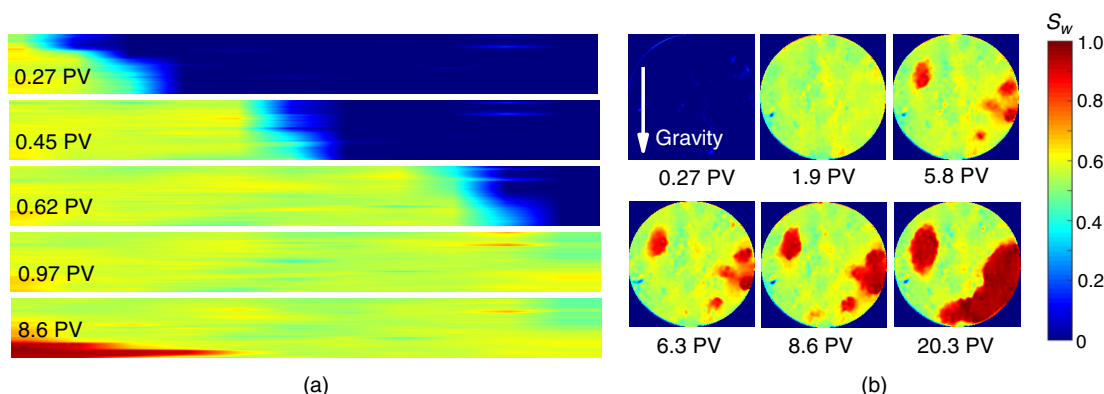 0.27 PV
0.45 PV
0.62 PV
0.97 PV
8.6 PV
(a)
Gravity
0.27 PV 1.9 PV 5.8 PV
6.3 PV 8.6 PV 20.3 PV
(b)
S_w
1.0
0.8
0.6
0.4
0.2
0